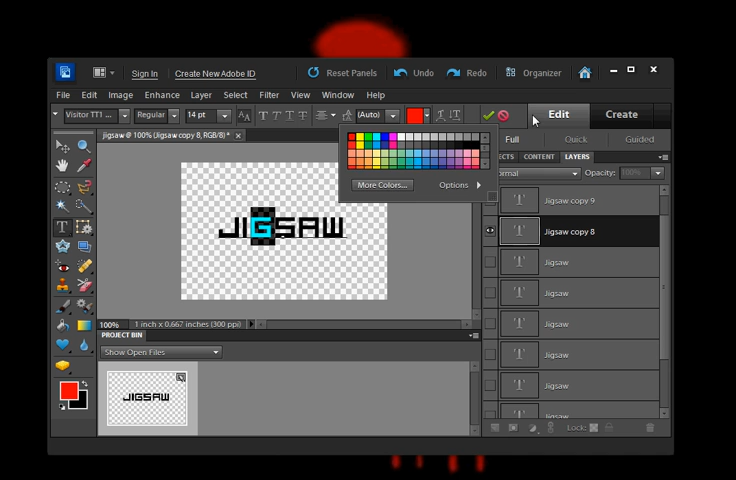 Sign In Create New Adobe ID Reset Panels Undo Redo Organizer
File Edit Image Enhance Layer Select Filter View Window Help
Visitor TT1 ... Regular 14 pt (Auto) Edit Create
jigsaw @ 100% (Jigsaw copy 8, RGB/8) * × Full Quick Guided
CONTENT LAYERS
Opacity: 100%
More Colors... Options
Jigsaw copy 9
JIGSAW
Jigsaw copy 8
Jigsaw
Jigsaw
Jigsaw
100% 1 inch x 0.667 inches (300 ppi)
PROJECT BIN
Show Open Files
Jigsaw
Jigsaw
JIGSAW
Jigsaw
Lock: